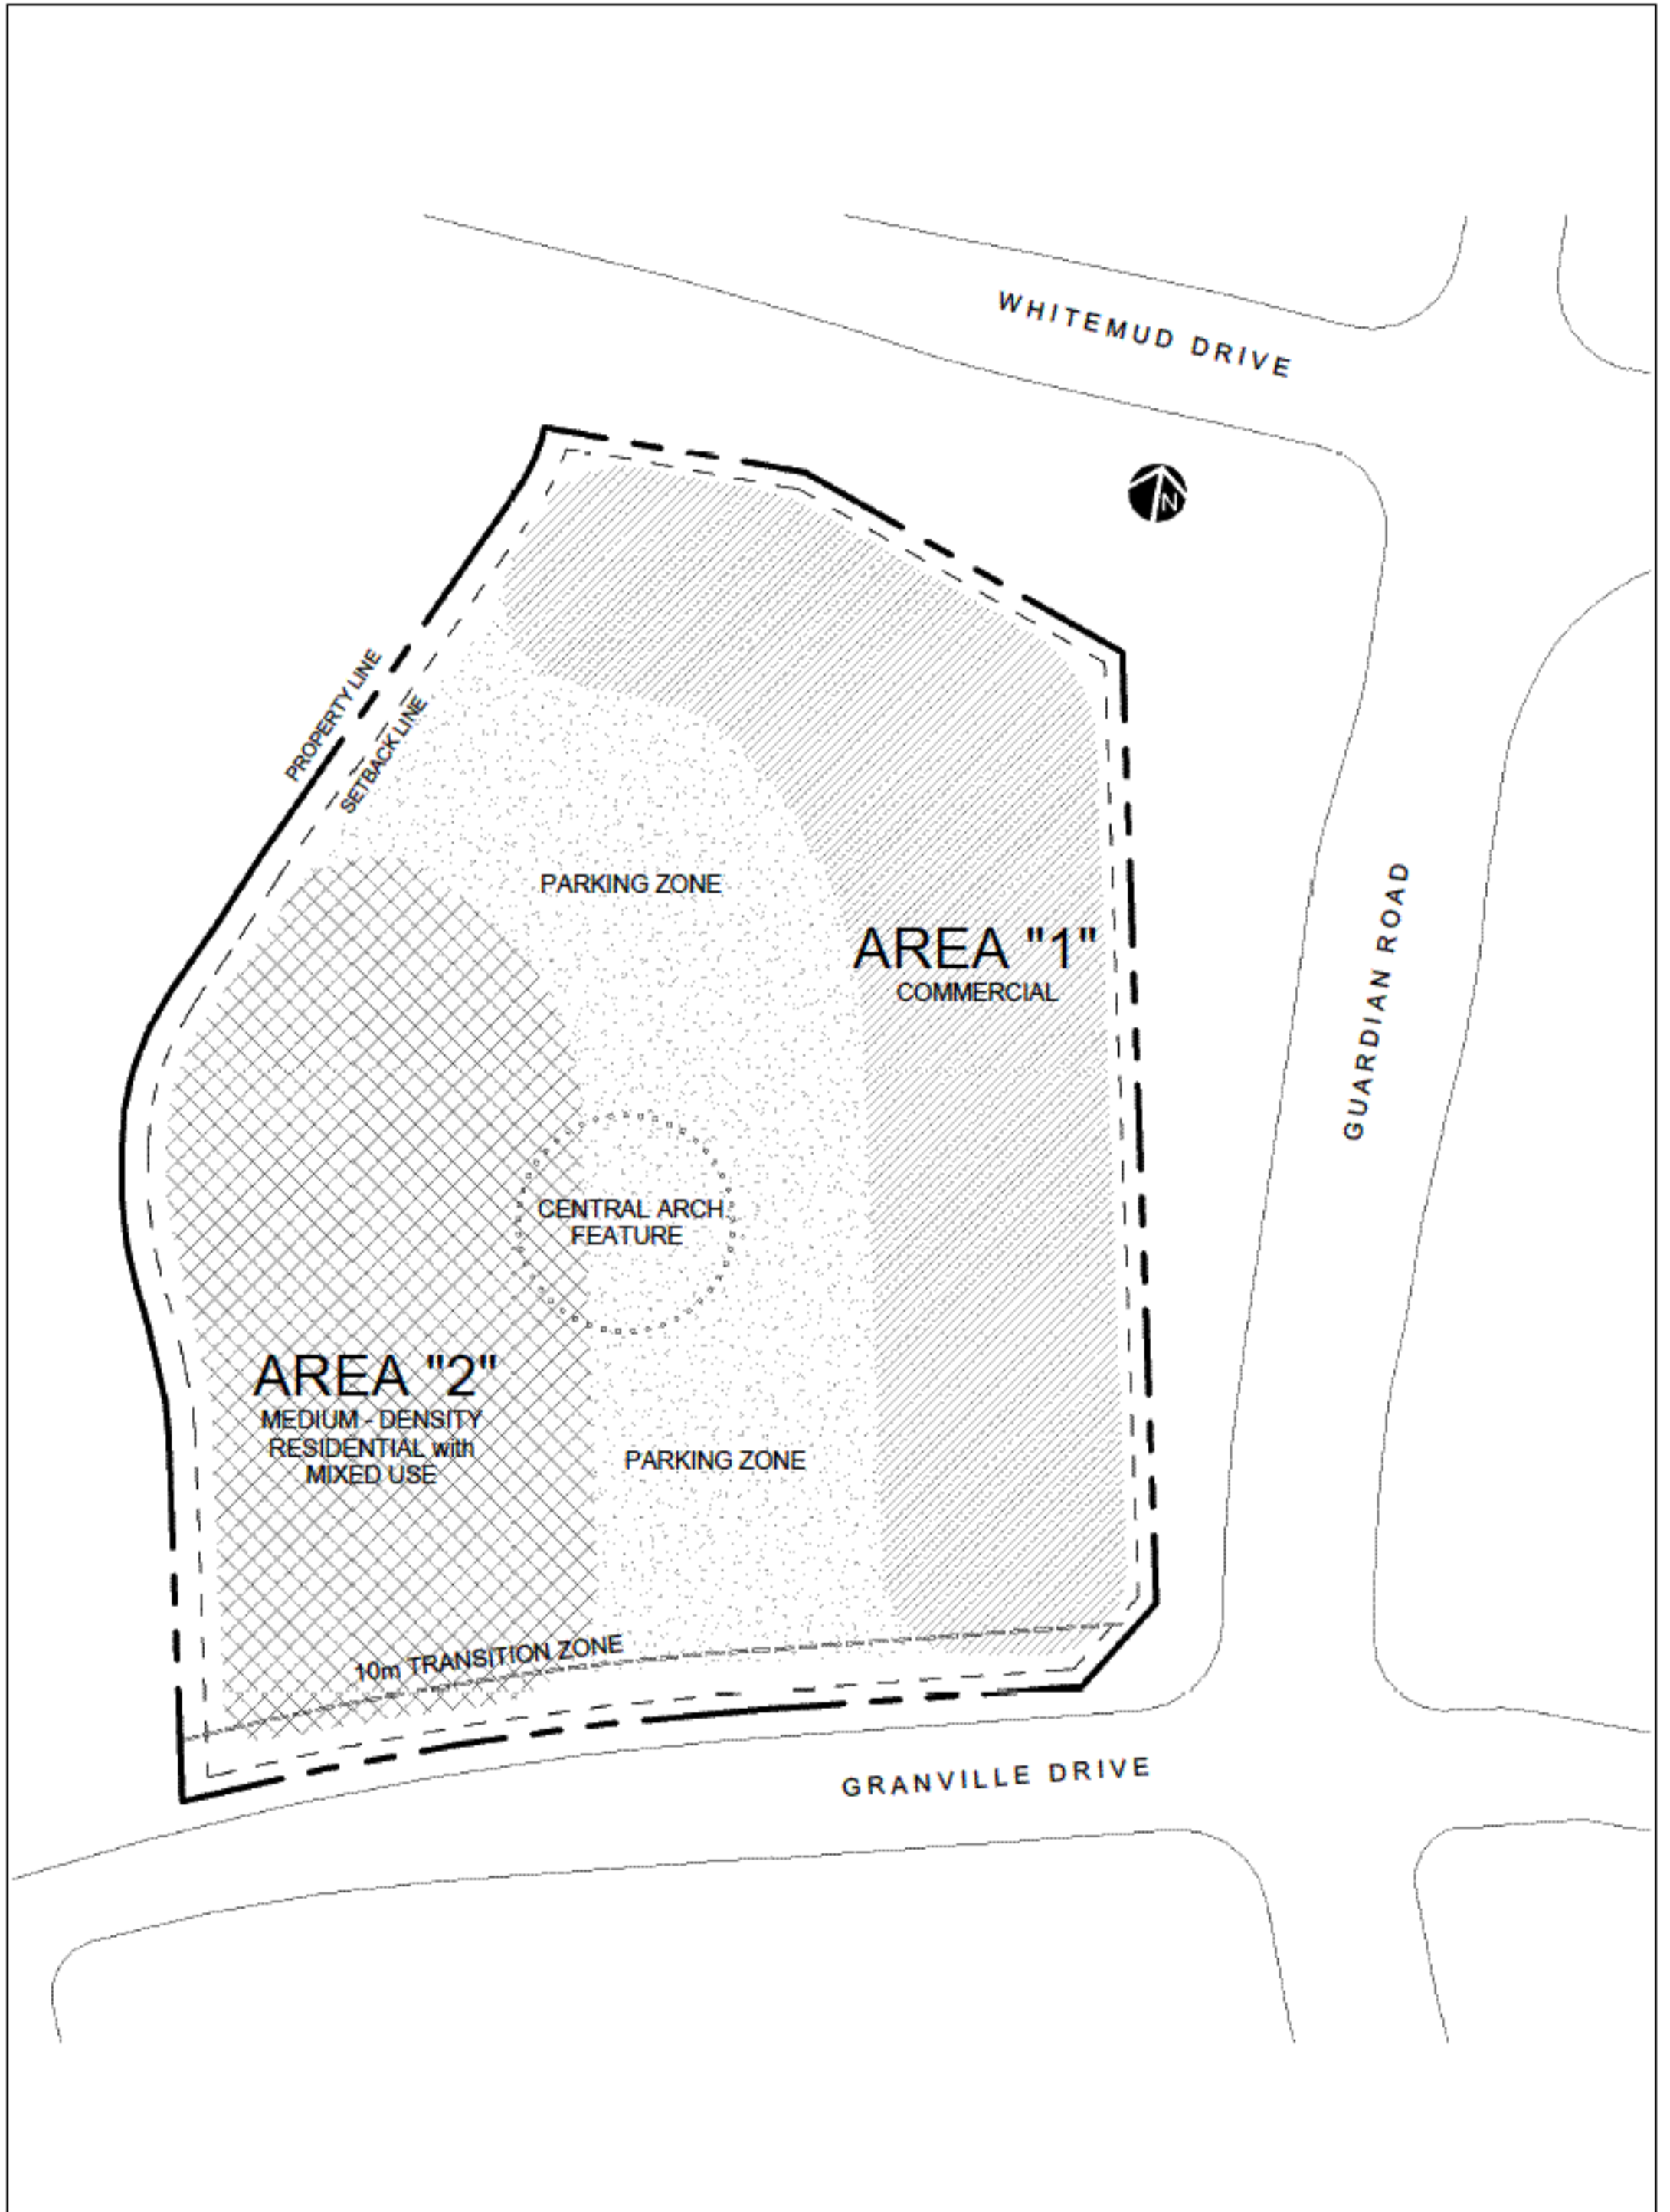 WHITEMUD DRIVE
N
PROPERTY LINE
SETBACK LINE
PARKING ZONE
AREA "1"
COMMERCIAL
GUARDIAN ROAD
CENTRAL ARCH.
FEATURE
AREA "2"
MEDIUM - DENSITY
RESIDENTIAL with
MIXED USE
PARKING ZONE
10m TRANSITION ZONE
GRANVILLE DRIVE